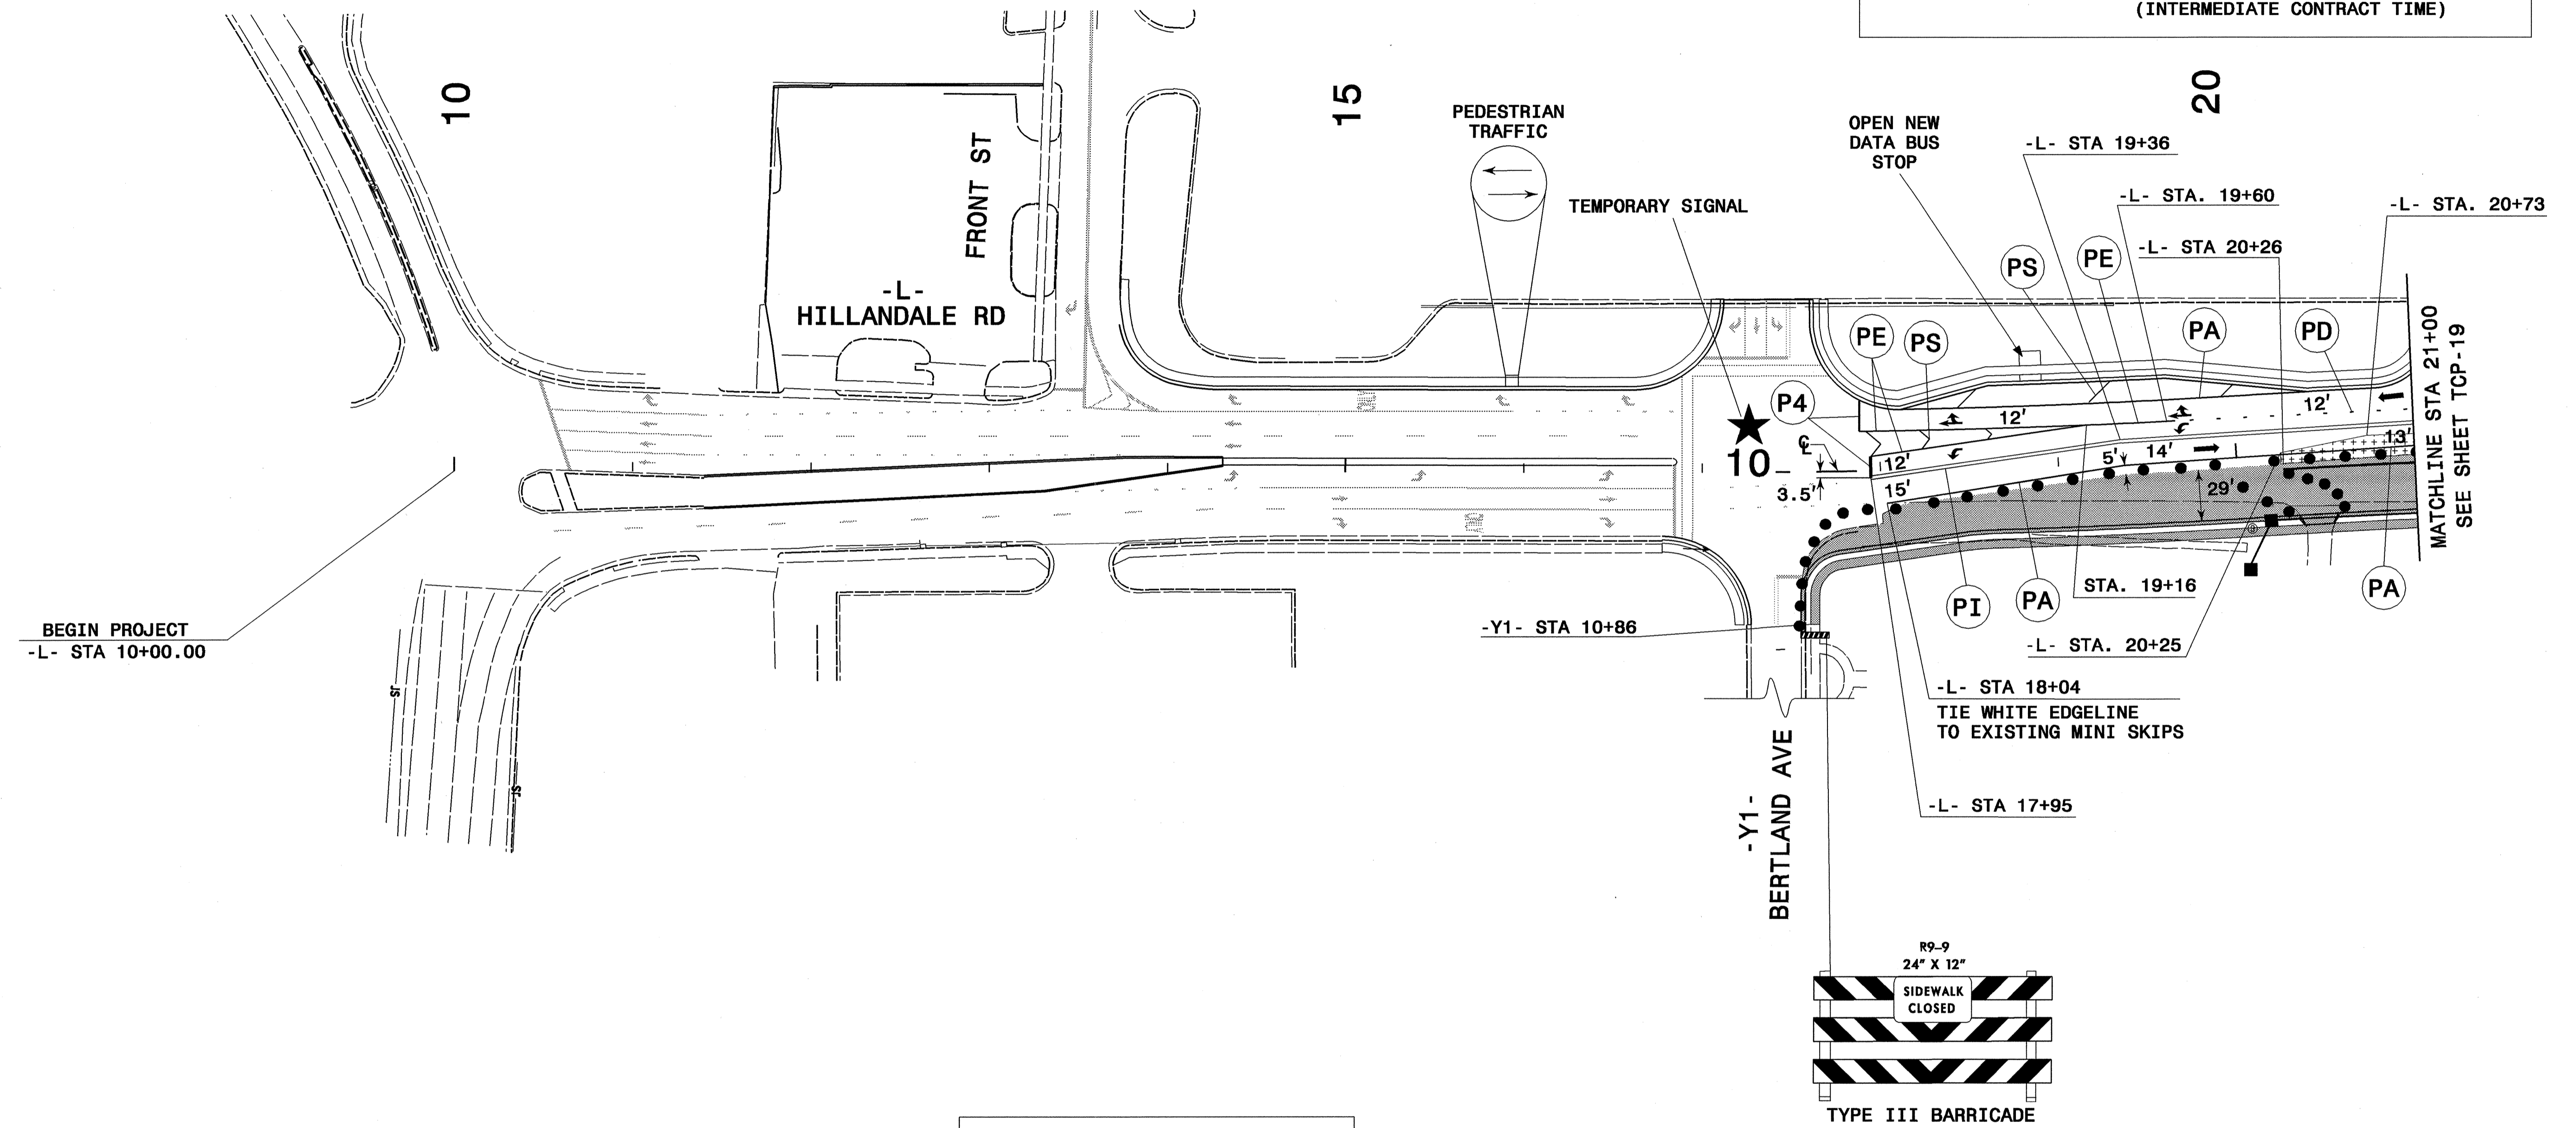 (INTERMEDIATE CONTRACT TIME)
10
15
20
PEDESTRIAN
TRAFFIC
TEMPORARY SIGNAL
OPEN NEW
DATA BUS
STOP
-L- STA 19+36
-L- STA. 19+60
-L- STA. 20+73
-L- STA 20+26
FRONT ST
-L-
HILLANDALE RD
PS
PE
PA
PD
PE
PS
P4
12'
12'
MATCHLINE STA 21+00
SEE SHEET TCP-19
10
℄
3.5'
12'
15'
5'
14'
13'
29'
ONLY
ONLY
PI
PA
PA
STA. 19+16
-L- STA. 20+25
-Y1- STA 10+86
BEGIN PROJECT
-L- STA 10+00.00
-L- STA 18+04
TIE WHITE EDGELINE
TO EXISTING MINI SKIPS
-L- STA 17+95
-Y1-
BERTLAND AVE
R9-9
24" X 12"
SIDEWALK
CLOSED
TYPE III BARRICADE